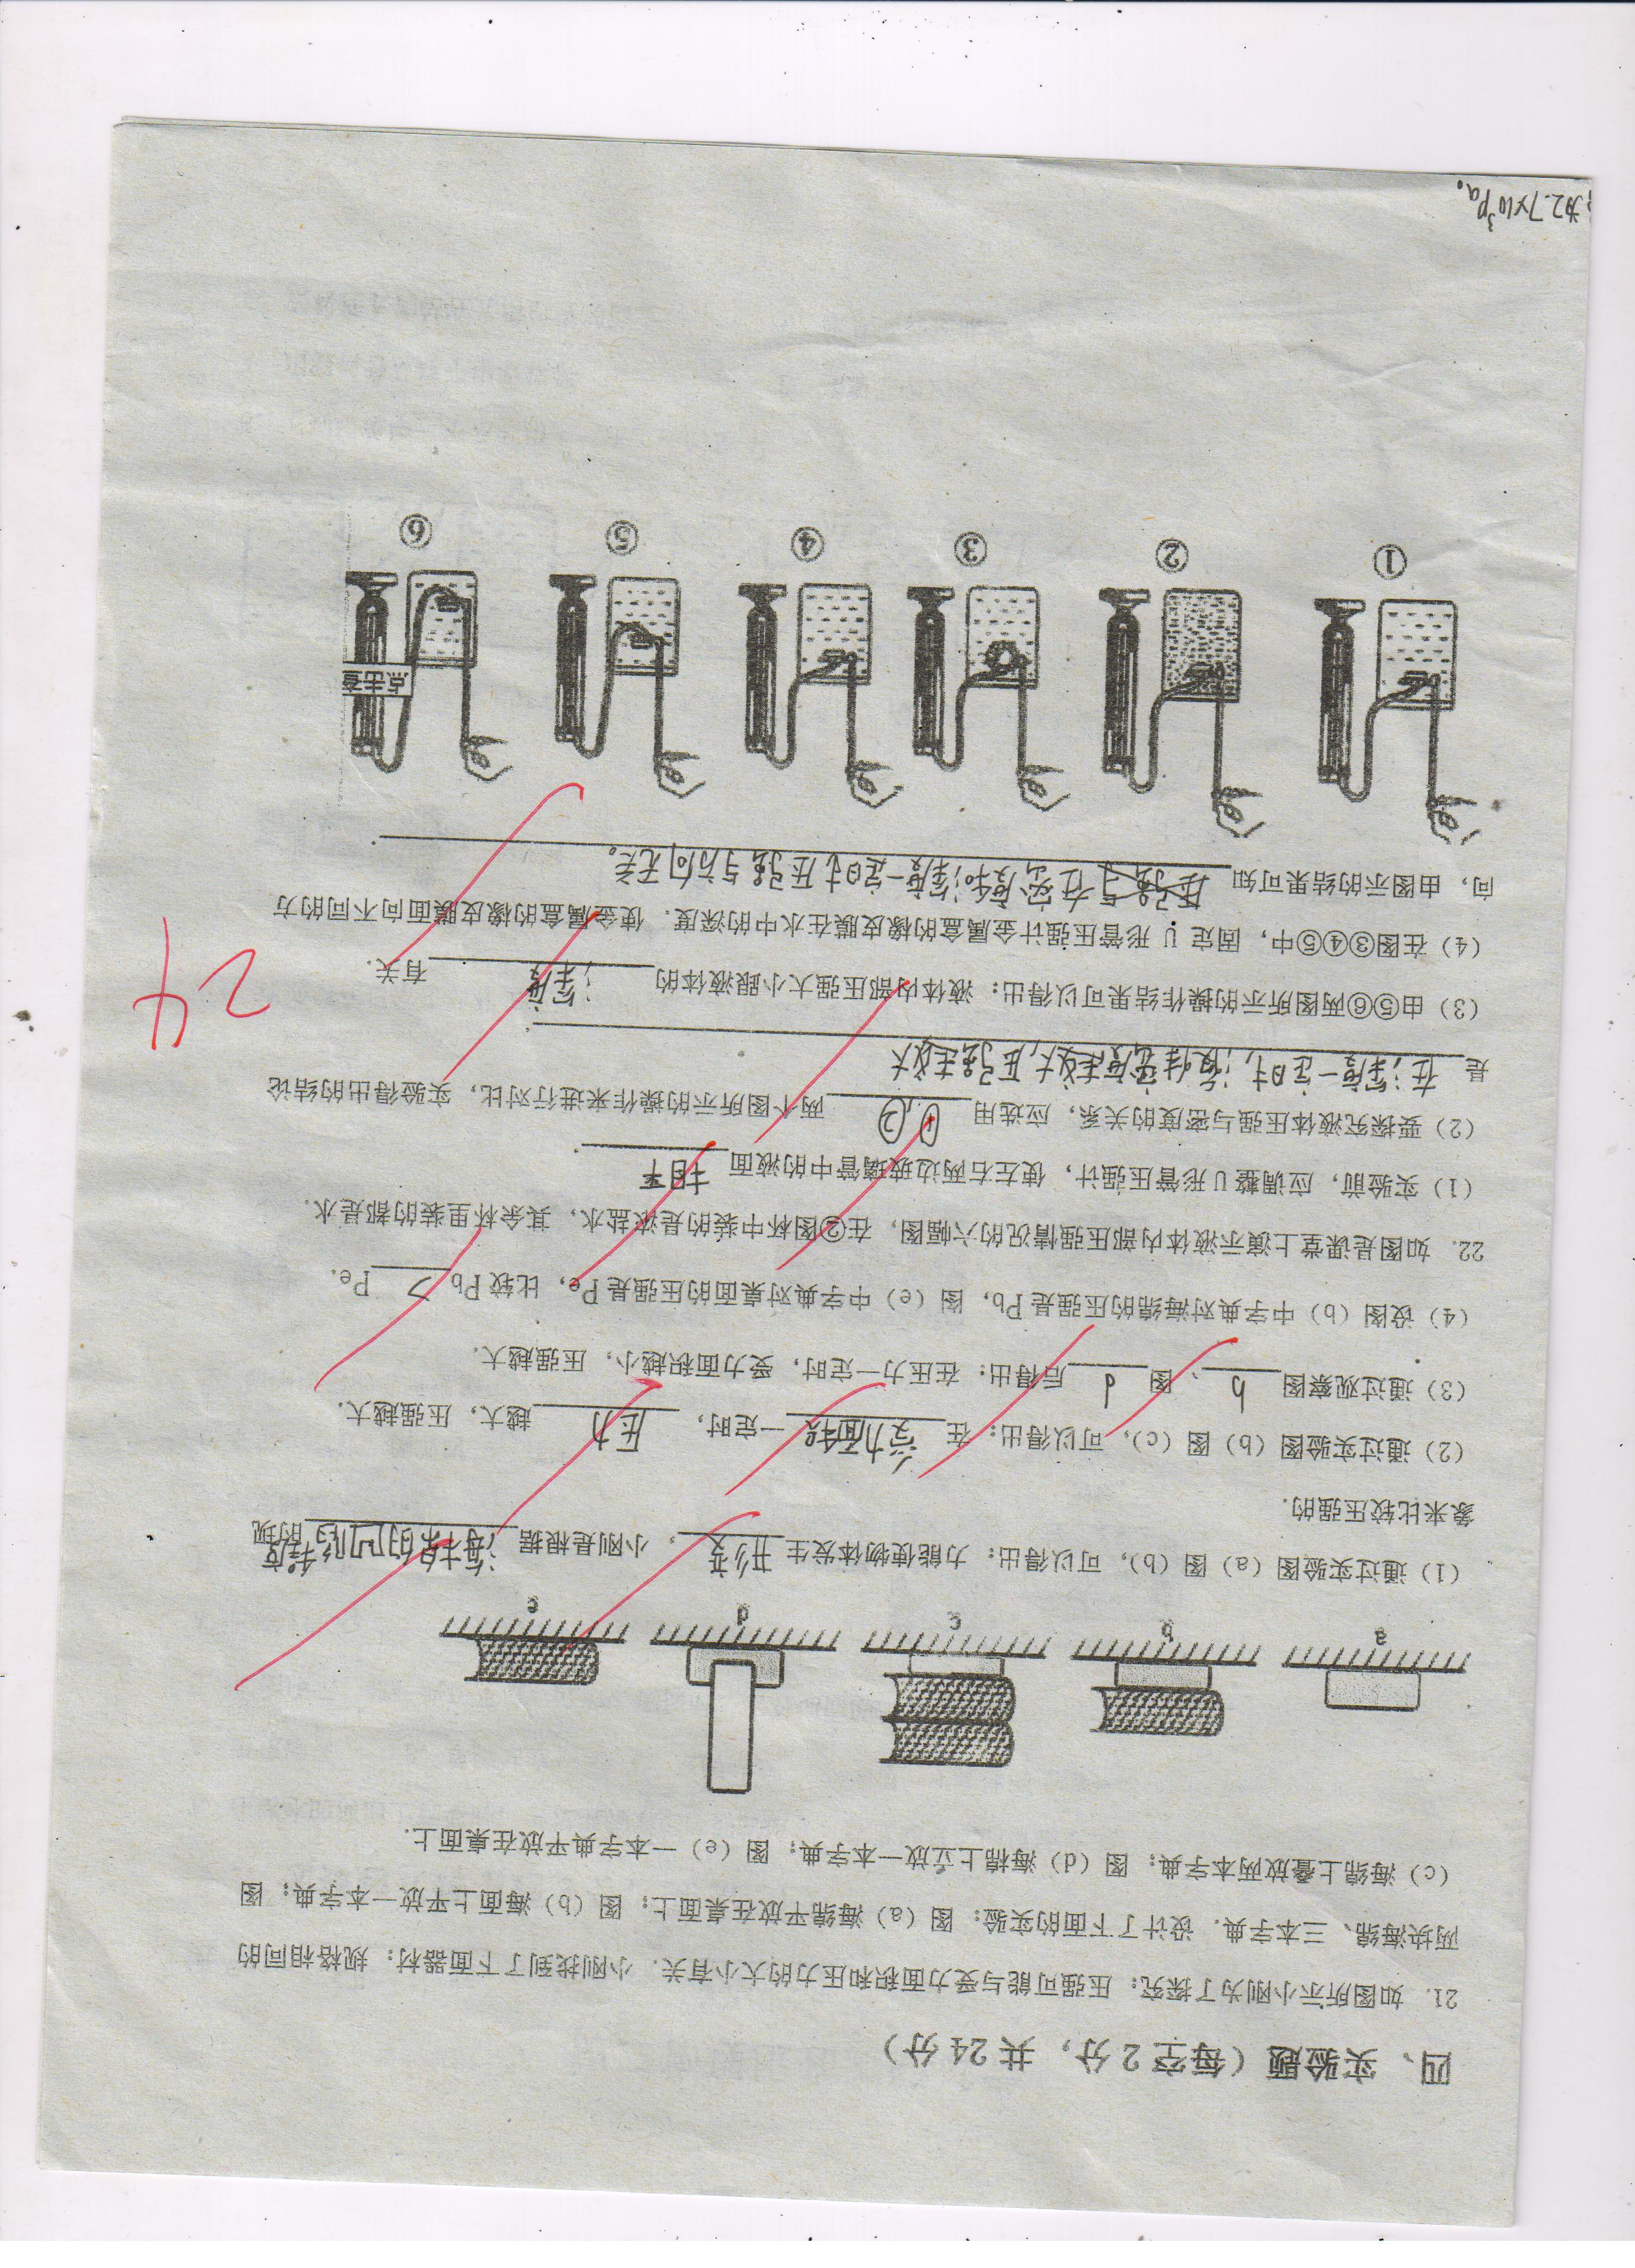 四、实验题(每空2分,共24分)
21. 如图所示小刚为了探究:压强可能与受力面积和压力的大小有关. 小刚找到了下面器材:规格相同的
两块海绵、三本字典. 设计了下面的实验:图(a)海绵平放在桌面上;图(b)海面上平放一本字典;图
(c)海绵上叠放两本字典;图(d)海棉上立放一本字典;图(e)一本字典平放在桌面上.
a b c d e
(1)通过实验图(a)图(b),可以得出:力能使物体发生形变,小刚是根据海棉的凹陷程度的现
象来比较压强的.
(2)通过实验图(b)图(c),可以得出:在受力面积一定时,压力越大,压强越大.
(3)通过观察图b、图d后得出:在压力一定时,受力面积越小,压强越大.
(4)设图(b)中字典对海绵的压强是Pb,图(e)中字典对桌面的压强是Pe,比较Pb<Pe.
22. 如图是课堂上演示液体内部压强情况的六幅图,在②图杯中装的是浓盐水,其余杯里装的都是水.
(1)实验前,应调整U形管压强计,使左右两边玻璃管中的液面相平.
(2)要探究液体压强与密度的关系,应选用①,②两个图所示的操作来进行对比,实验得出的结论
是在深度一定时,液体密度越大,压强越大.
(3)由⑤⑥两图所示的操作结果可以得出:液体内部压强大小跟液体的深度有关.
(4)在图③④⑤中,固定U形管压强计金属盒的橡皮膜在水中的深度. 使金属盒的橡皮膜面向不同的方
向,由图示的结果可知在密度和深度一定时压强与方向无关。
点击查
① ② ③ ④ ⑤ ⑥
24
为2.7×10³Pa。